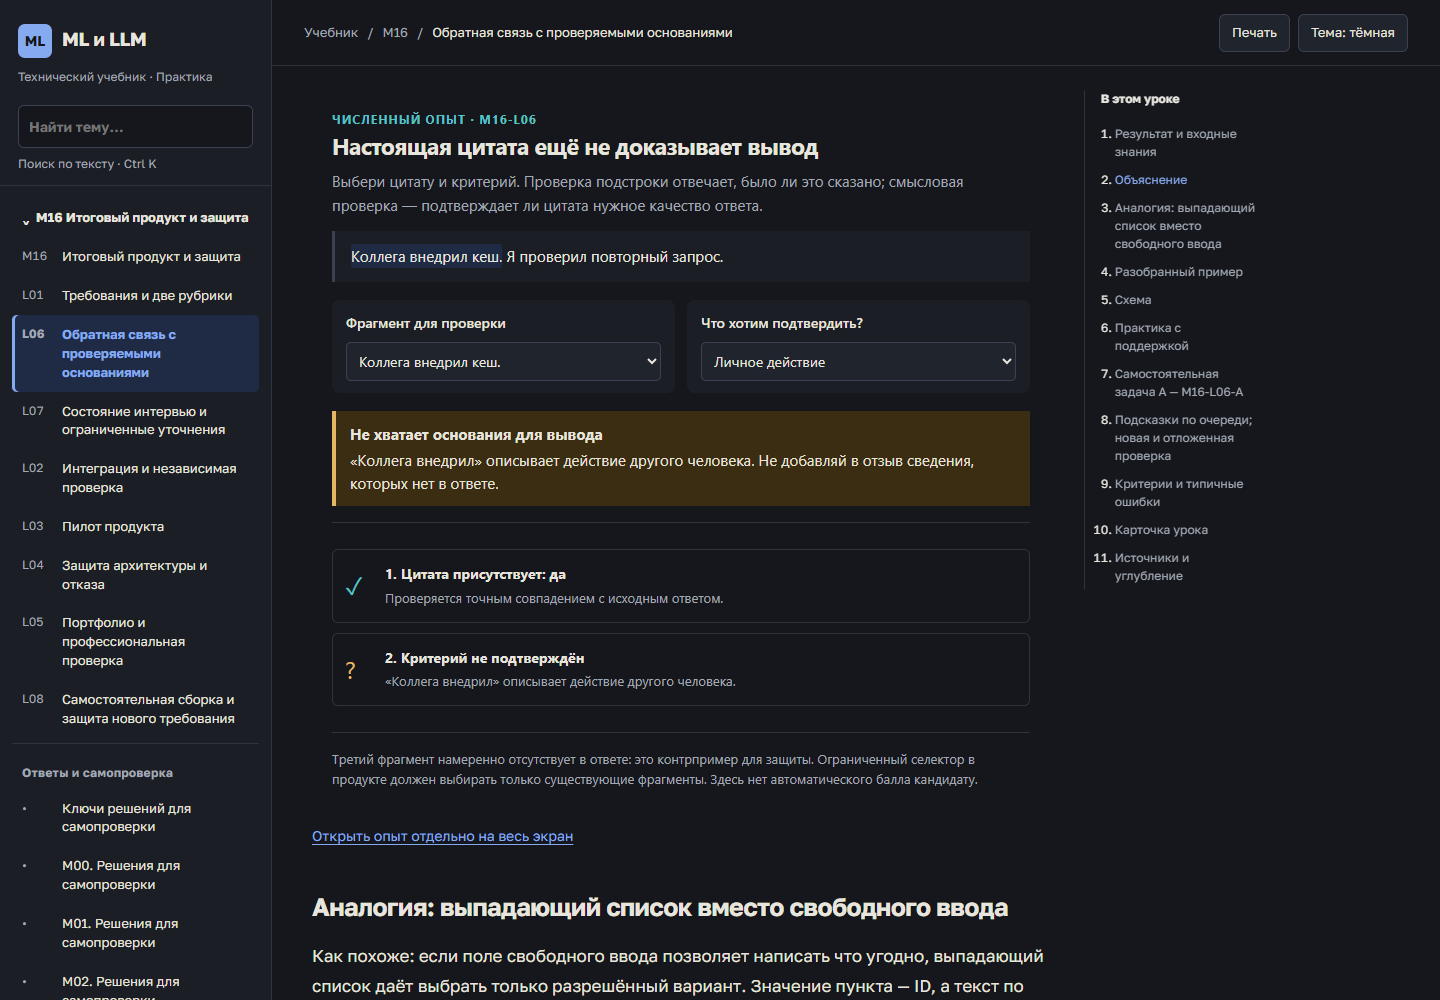 ML
ML и LLM
Технический учебник · Практика
Найти тему...
Поиск по тексту · Ctrl K
М16 Итоговый продукт и защита
M16 Итоговый продукт и защита
L01 Требования и две рубрики
L06 Обратная связь с
проверяемыми
основаниями
L07 Состояние интервью и
ограниченные уточнения
L02 Интеграция и независимая
проверка
L03 Пилот продукта
L04 Защита архитектуры и
отказа
L05 Портфолио и
профессиональная
проверка
L08 Самостоятельная сборка и
защита нового требования
Ответы и самопроверка
• Ключи решений для
самопроверки
• M00. Решения для
самопроверки
• M01. Решения для
самопроверки
• M02. Решения для
самопроверки
Учебник / M16 / Обратная связь с проверяемыми основаниями
Печать
Тема: тёмная
ЧИСЛЕННЫЙ ОПЫТ · M16-L06
Настоящая цитата ещё не доказывает вывод
Выбери цитату и критерий. Проверка подстроки отвечает, было ли это сказано; смысловая
проверка — подтверждает ли цитата нужное качество ответа.
Коллега внедрил кеш. Я проверил повторный запрос.
Фрагмент для проверки
Коллега внедрил кеш.
Что хотим подтвердить?
Личное действие
Не хватает основания для вывода
«Коллега внедрил» описывает действие другого человека. Не добавляй в отзыв сведения,
которых нет в ответе.
✓ 1. Цитата присутствует: да
Проверяется точным совпадением с исходным ответом.
? 2. Критерий не подтверждён
«Коллега внедрил» описывает действие другого человека.
Третий фрагмент намеренно отсутствует в ответе: это контрпример для защиты. Ограниченный селектор в
продукте должен выбирать только существующие фрагменты. Здесь нет автоматического балла кандидату.
Открыть опыт отдельно на весь экран
Аналогия: выпадающий список вместо свободного ввода
Как похоже: если поле свободного ввода позволяет написать что угодно, выпадающий
список даёт выбрать только разрешённый вариант. Значение пункта — ID, а текст по
В этом уроке
1. Результат и входные
знания
2. Объяснение
3. Аналогия: выпадающий
список вместо
свободного ввода
4. Разобранный пример
5. Схема
6. Практика с
поддержкой
7. Самостоятельная
задача А — M16-L06-A
8. Подсказки по очереди;
новая и отложенная
проверка
9. Критерии и типичные
ошибки
10. Карточка урока
11. Источники и
углубление